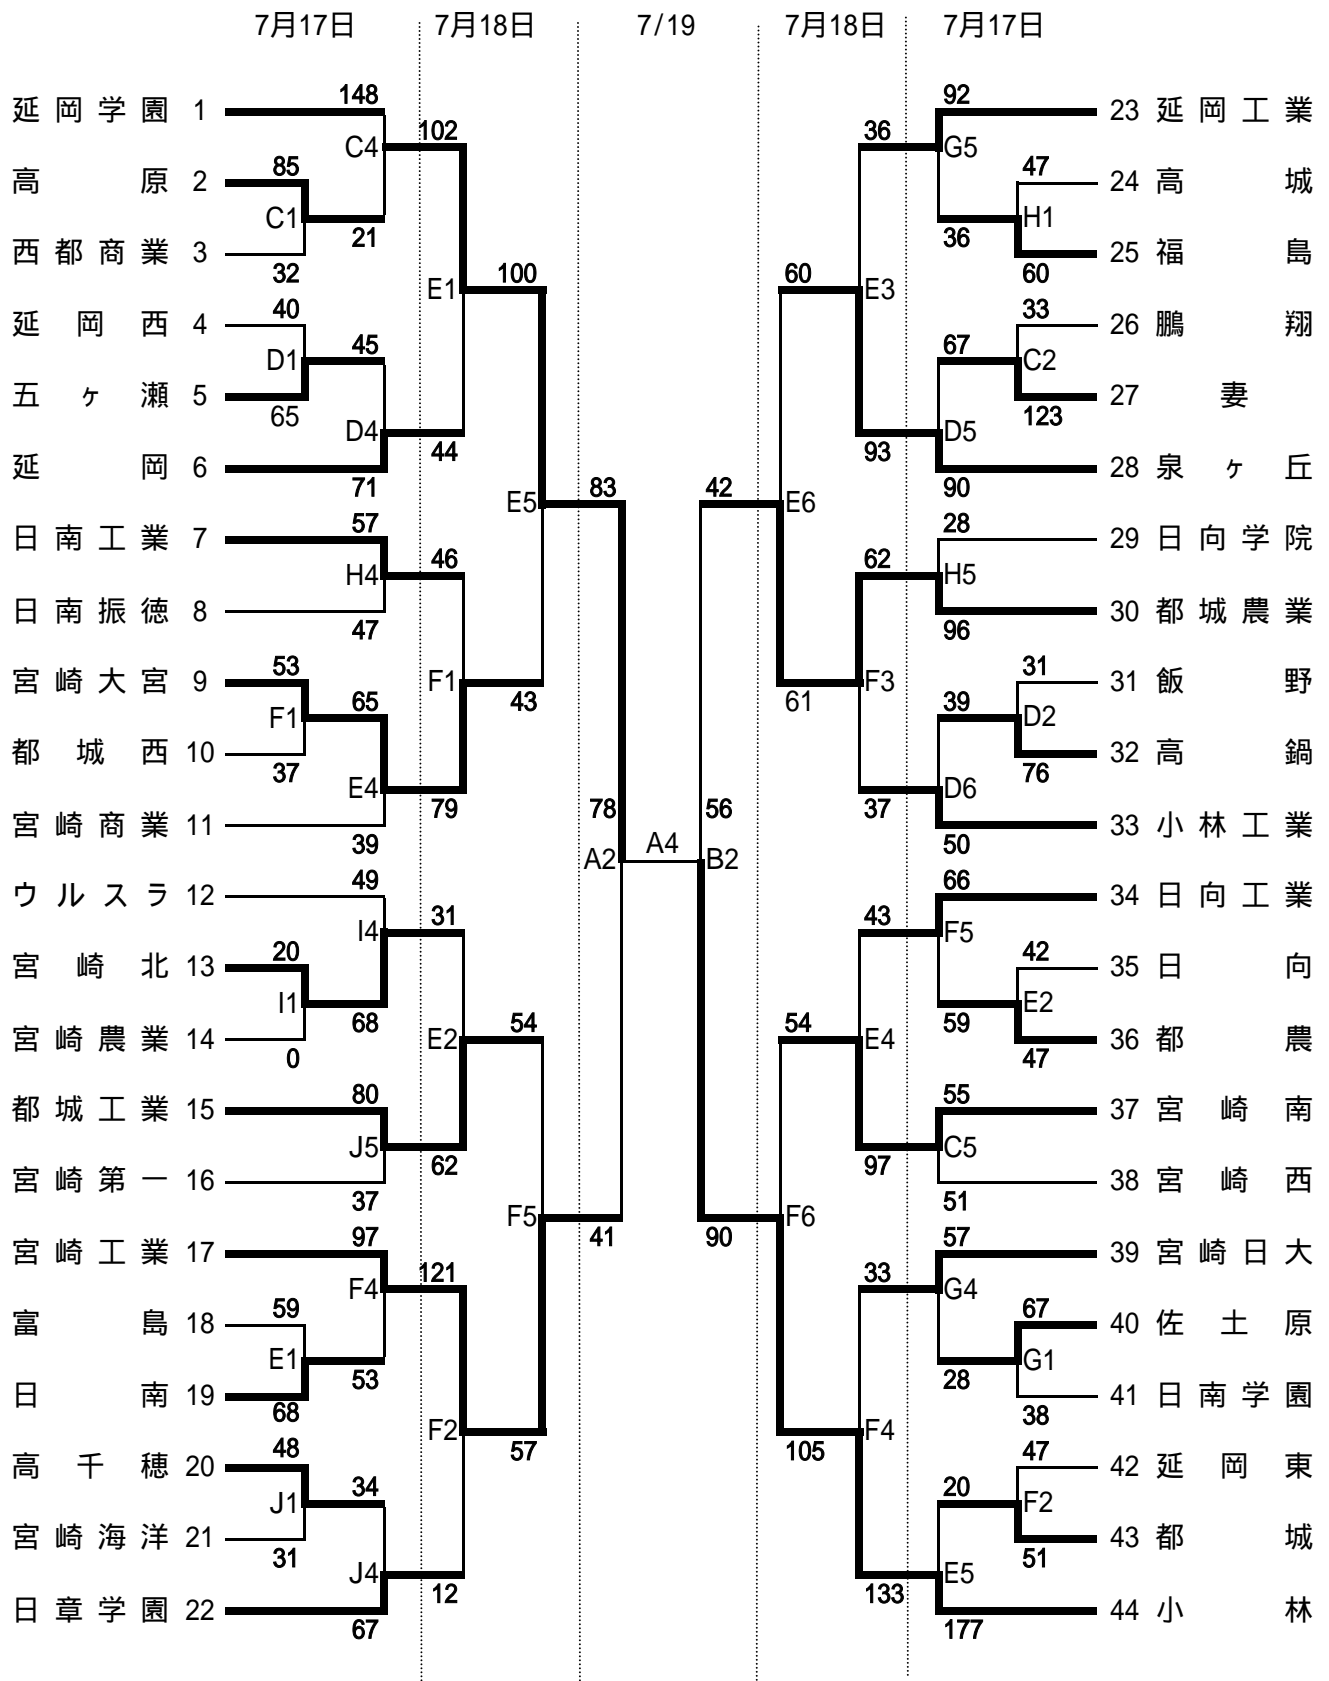 7月17日 7月18日 7/19 7月18日 7月17日
148 92
延岡学園 1 23 延岡工業
102 36
C4 G5
85 47
高原 2 24 高城
C1 H1
21 36
西都商業 3 25 福島
32 100 60 60
E1 E3
40 33
延岡西 4 26 鵬翔
45 67
D1 C2
五ヶ瀬 5 27 妻
65 123
D4 D5
44 93
延岡 6 28 泉ヶ丘
71 83 42 90
E5 E6
57 28
日南工業 7 29 日向学院
46 62
H4 H5
日南振徳 8 30 都城農業
47 96
53 31
宮崎大宮 9 F1 F3 31 飯野
65 43 61 39
F1 D2
都城西 10 32 高鍋
37 76
E4 D6
79 78 56 37
宮崎商業 11 33 小林工業
39 A4 50
A2 B2
49 66
ウルスラ 12 34 日向工業
31 43
I4 F5
20 42
宮崎北 13 35 日向
I1 E2
68 54 54 59
宮崎農業 14 E2 E4 36 都農
0 47
80 55
都城工業 15 37 宮崎南
J5 C5
62 97
宮崎第一 16 38 宮崎西
37 51
F5 F6
97 41 90 57
宮崎工業 17 39 宮崎日大
121 33
F4 G4
59 67
富島 18 40 佐土原
E1 G1
53 28
日南 19 41 日南学園
68 38
F2 F4
48 57 105 47
高千穂 20 42 延岡東
34 20
J1 F2
宮崎海洋 21 43 都城
31 51
J4 E5
12 133
日章学園 22 44 小林
67 177